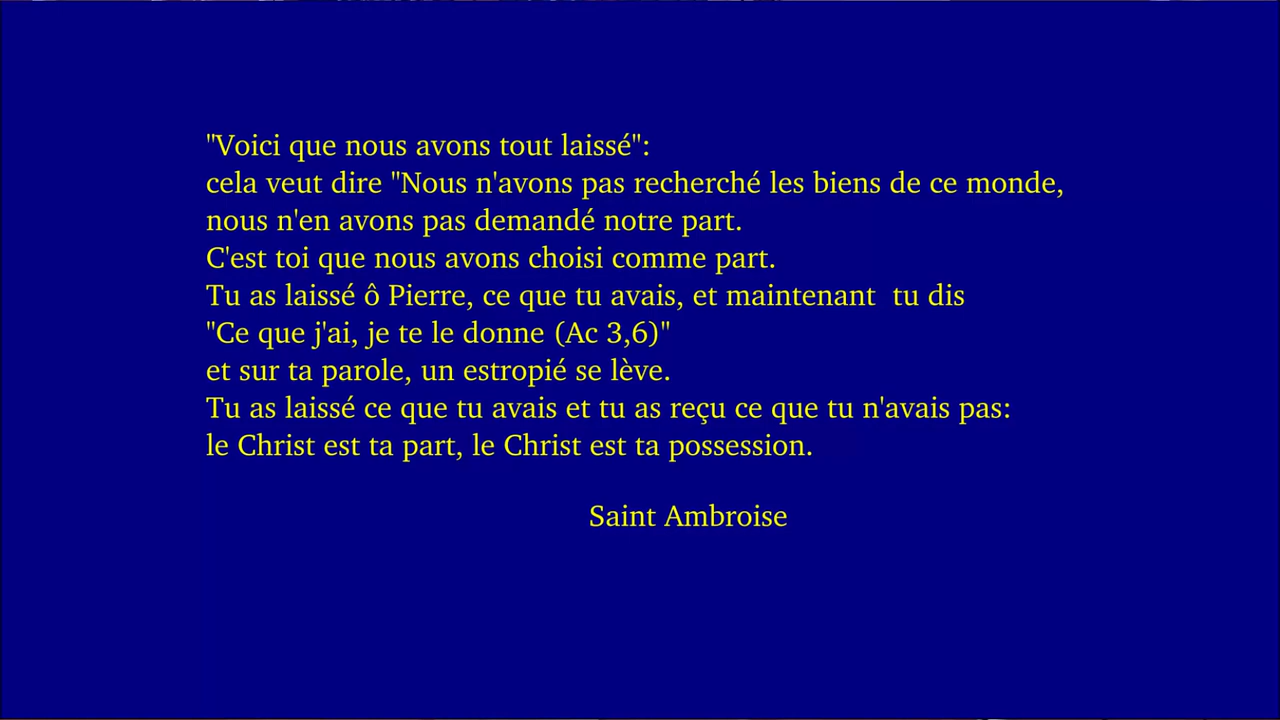 "Voici que nous avons tout laissé":
cela veut dire "Nous n'avons pas recherché les biens de ce monde,
nous n'en avons pas demandé notre part.
C'est toi que nous avons choisi comme part.
Tu as laissé ô Pierre, ce que tu avais, et maintenant  tu dis
"Ce que j'ai, je te le donne (Ac 3,6)"
et sur ta parole, un estropié se lève.
Tu as laissé ce que tu avais et tu as reçu ce que tu n'avais pas:
le Christ est ta part, le Christ est ta possession.
Saint Ambroise